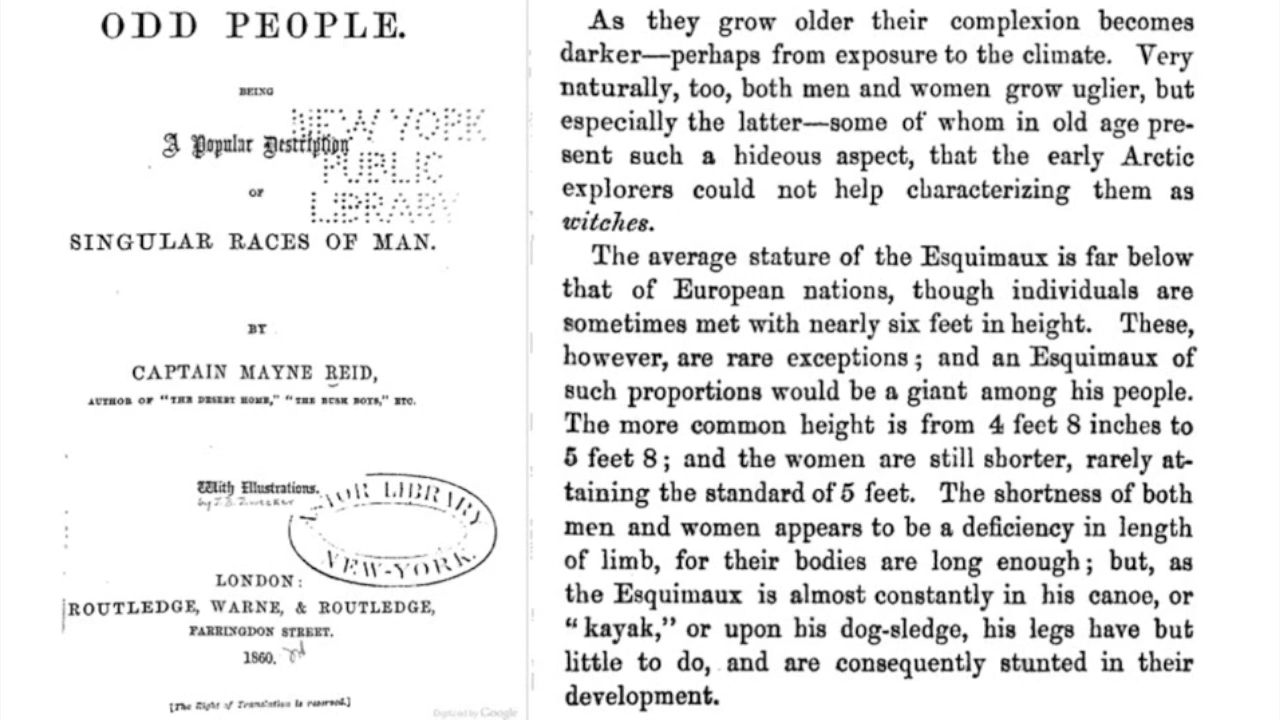 ODD PEOPLE.
BEING
A Popular Description
OF
SINGULAR RACES OF MAN.
BY
CAPTAIN MAYNE REID,
AUTHOR OF "THE DESERT HOME," "THE BUSH BOYS," ETC.
With Illustrations.
LONDON:
ROUTLEDGE, WARNE, & ROUTLEDGE,
FARRINGDON STREET.
1860.
[The Right of Translation is reserved.]
NEW YORK
PUBLIC
LIBRARY
LIBRARY
NEW-YORK
Digitized by Google
As they grow older their complexion becomes
darker—perhaps from exposure to the climate. Very
naturally, too, both men and women grow uglier, but
especially the latter—some of whom in old age pre-
sent such a hideous aspect, that the early Arctic
explorers could not help characterizing them as
witches.
The average stature of the Esquimaux is far below
that of European nations, though individuals are
sometimes met with nearly six feet in height. These,
however, are rare exceptions; and an Esquimaux of
such proportions would be a giant among his people.
The more common height is from 4 feet 8 inches to
5 feet 8; and the women are still shorter, rarely at-
taining the standard of 5 feet. The shortness of both
men and women appears to be a deficiency in length
of limb, for their bodies are long enough; but, as
the Esquimaux is almost constantly in his canoe, or
"kayak," or upon his dog-sledge, his legs have but
little to do, and are consequently stunted in their
development.